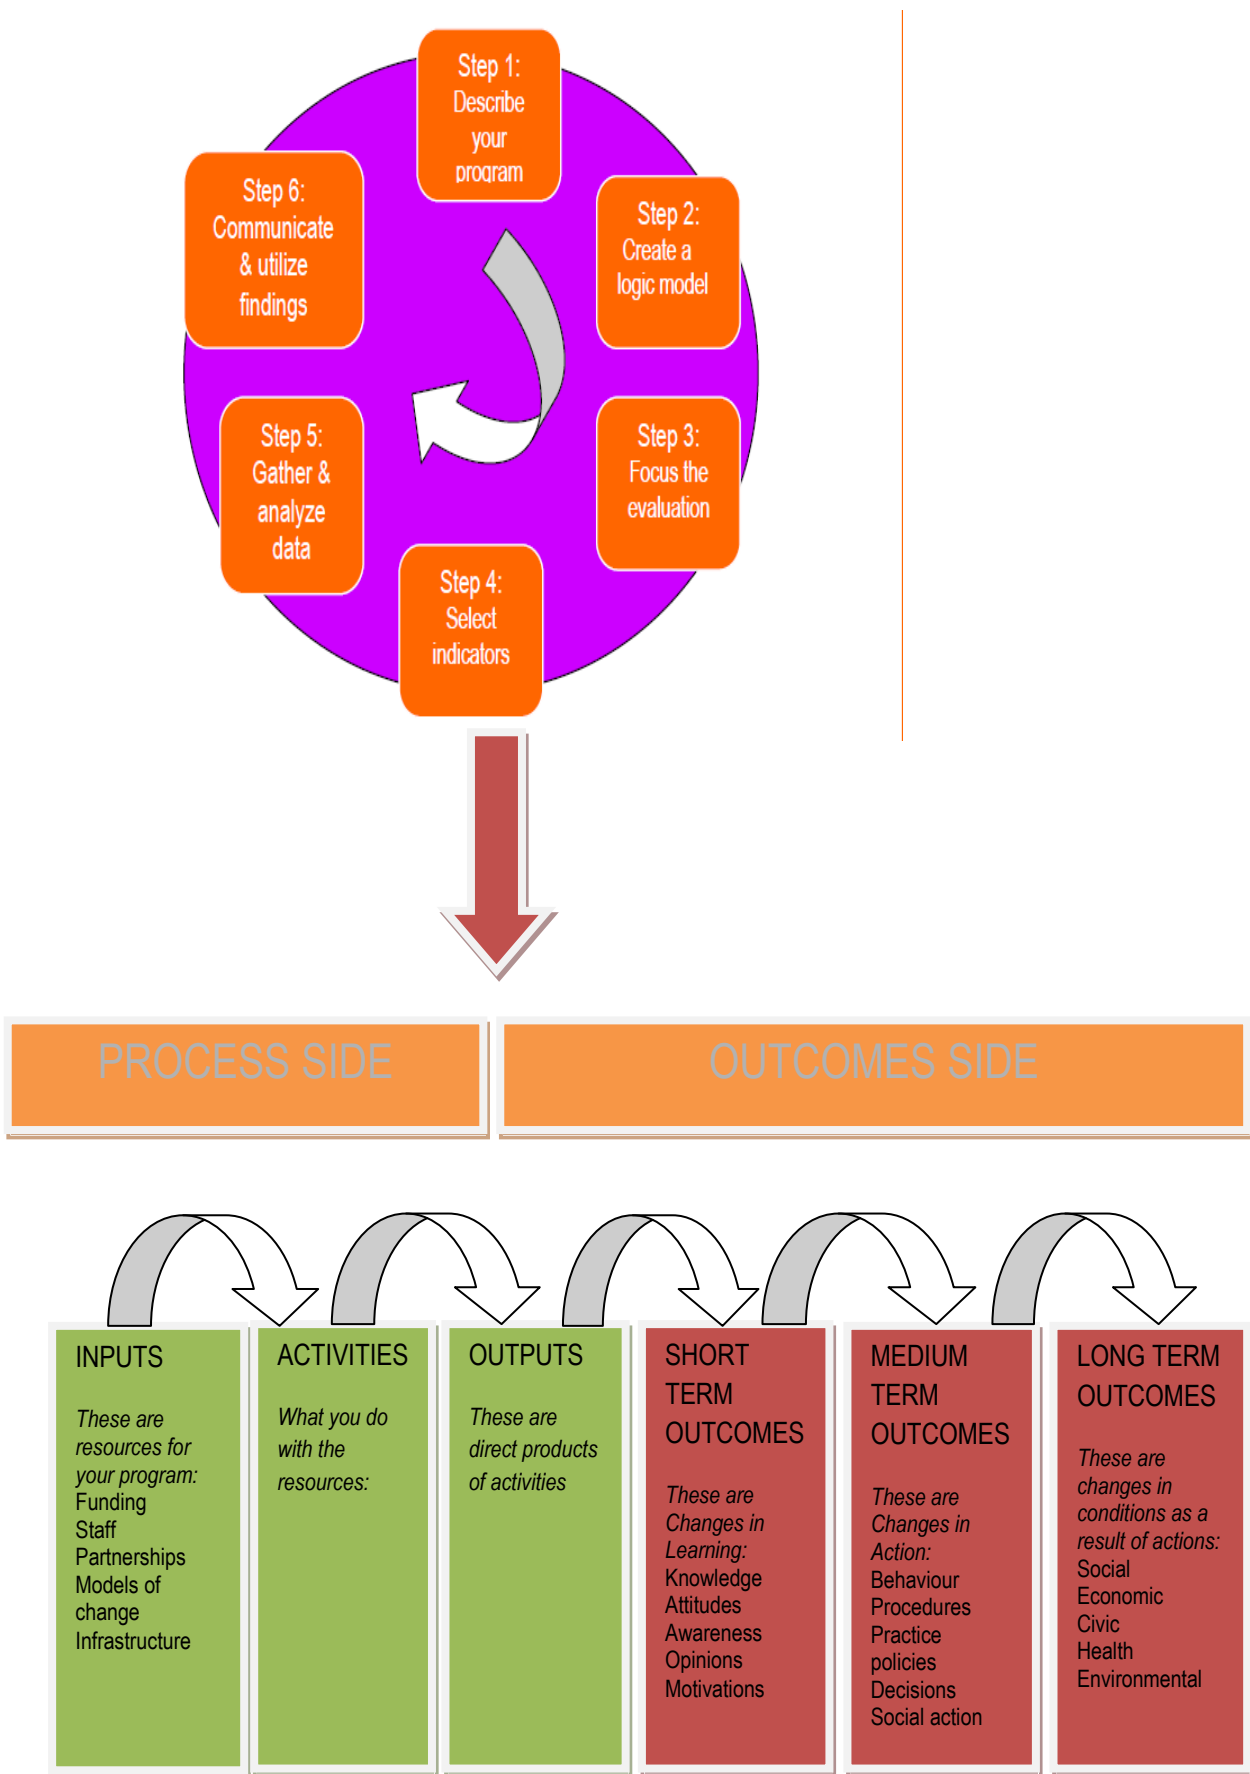 Step 1:
Describe
your
program
Step 2:
Create a
logic model
Step 3:
Focus the
evaluation
Step 4:
Select
indicators
Step 5:
Gather &
analyze
data
Step 6:
Communicate
& utilize
findings
PROCESS SIDE
OUTCOMES SIDE
INPUTS
These are
resources for
your program:
Funding
Staff
Partnerships
Models of
change
Infrastructure
ACTIVITIES
What you do
with the
resources:
OUTPUTS
These are
direct products
of activities
SHORT
TERM
OUTCOMES
These are
Changes in
Learning:
Knowledge
Attitudes
Awareness
Opinions
Motivations
MEDIUM
TERM
OUTCOMES
These are
Changes in
Action:
Behaviour
Procedures
Practice
policies
Decisions
Social action
LONG TERM
OUTCOMES
These are
changes in
conditions as a
result of actions:
Social
Economic
Civic
Health
Environmental